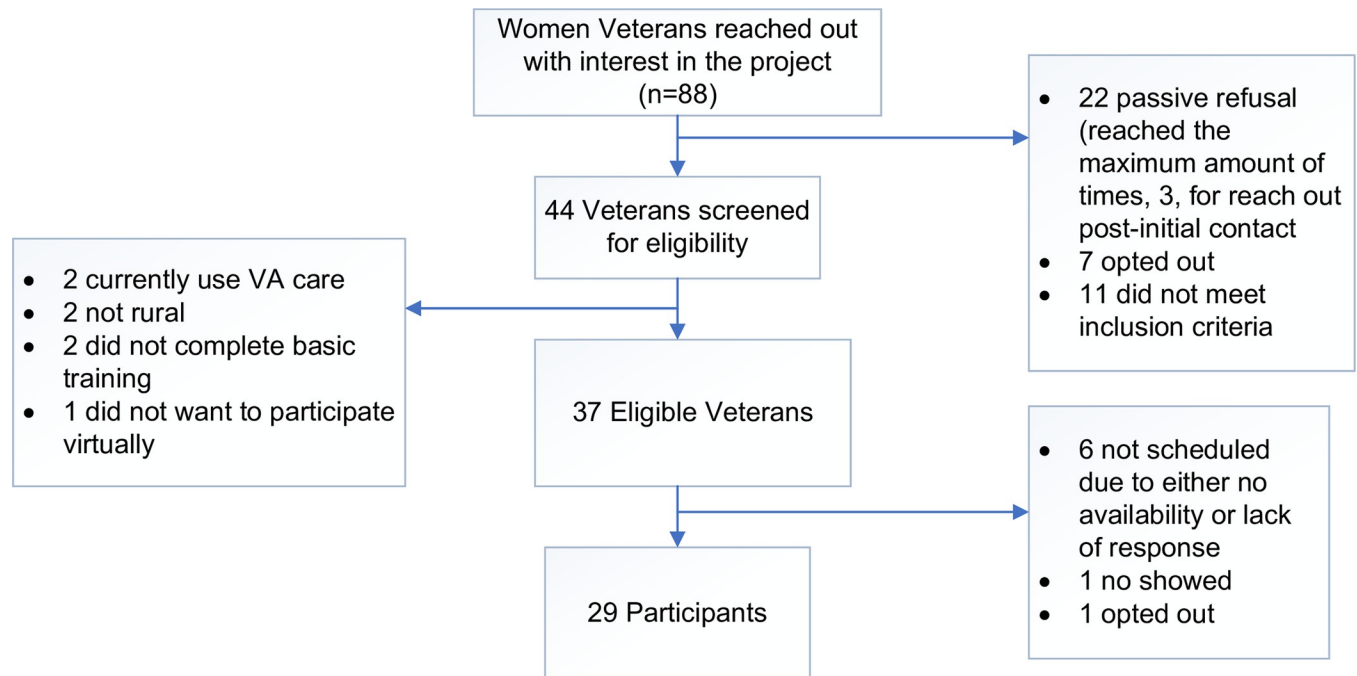 Women Veterans reached out
with interest in the project
(n=88)
• 22 passive refusal
(reached the
maximum amount of
times, 3, for reach out
post-initial contact
• 7 opted out
• 11 did not meet
inclusion criteria
44 Veterans screened
for eligibility
• 2 currently use VA care
• 2 not rural
• 2 did not complete basic
training
• 1 did not want to participate
virtually
37 Eligible Veterans
• 6 not scheduled
due to either no
availability or lack
of response
• 1 no showed
• 1 opted out
29 Participants